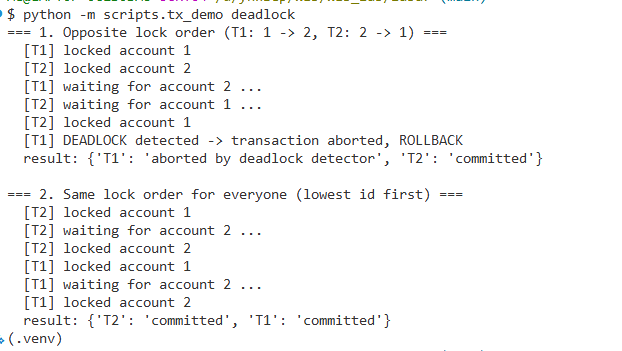 $ python -m scripts.tx_demo deadlock
=== 1. Opposite lock order (T1: 1 -> 2, T2: 2 -> 1) ===
[T1] locked account 1
[T2] locked account 2
[T1] waiting for account 2 ...
[T2] waiting for account 1 ...
[T2] locked account 1
[T1] DEADLOCK detected -> transaction aborted, ROLLBACK
result: {'T1': 'aborted by deadlock detector', 'T2': 'committed'}
=== 2. Same lock order for everyone (lowest id first) ===
[T2] locked account 1
[T2] waiting for account 2 ...
[T2] locked account 2
[T1] locked account 1
[T1] waiting for account 2 ...
[T1] locked account 2
result: {'T2': 'committed', 'T1': 'committed'}
(.venv)